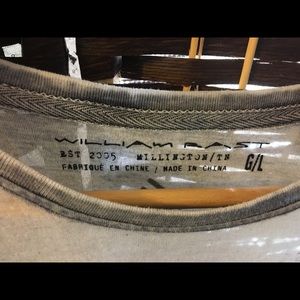 WILLIAM RAST
EST 2005 MILLINGTON/TN
FABRIQUÉ EN CHINE / MADE IN CHINA G/L